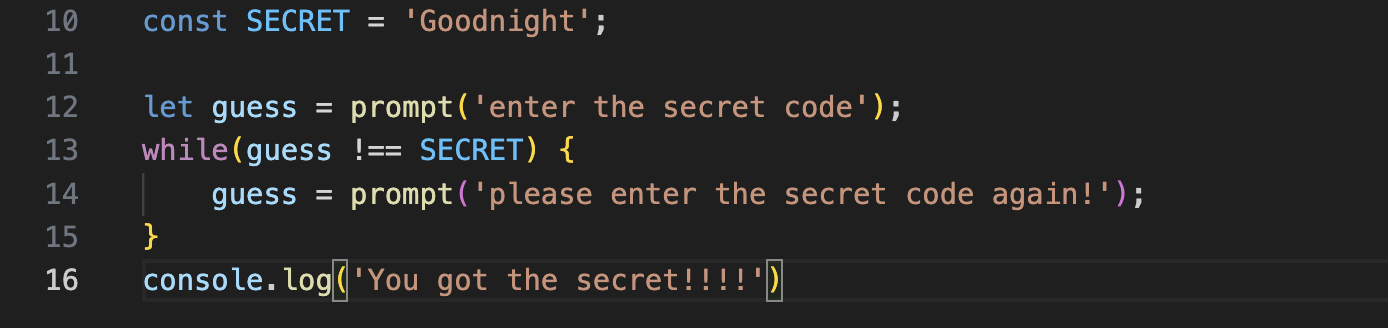 10 const SECRET = 'Goodnight';
11
12 let guess = prompt('enter the secret code');
13 while(guess !== SECRET) {
14     guess = prompt('please enter the secret code again!');
15 }
16 console.log('You got the secret!!!!')